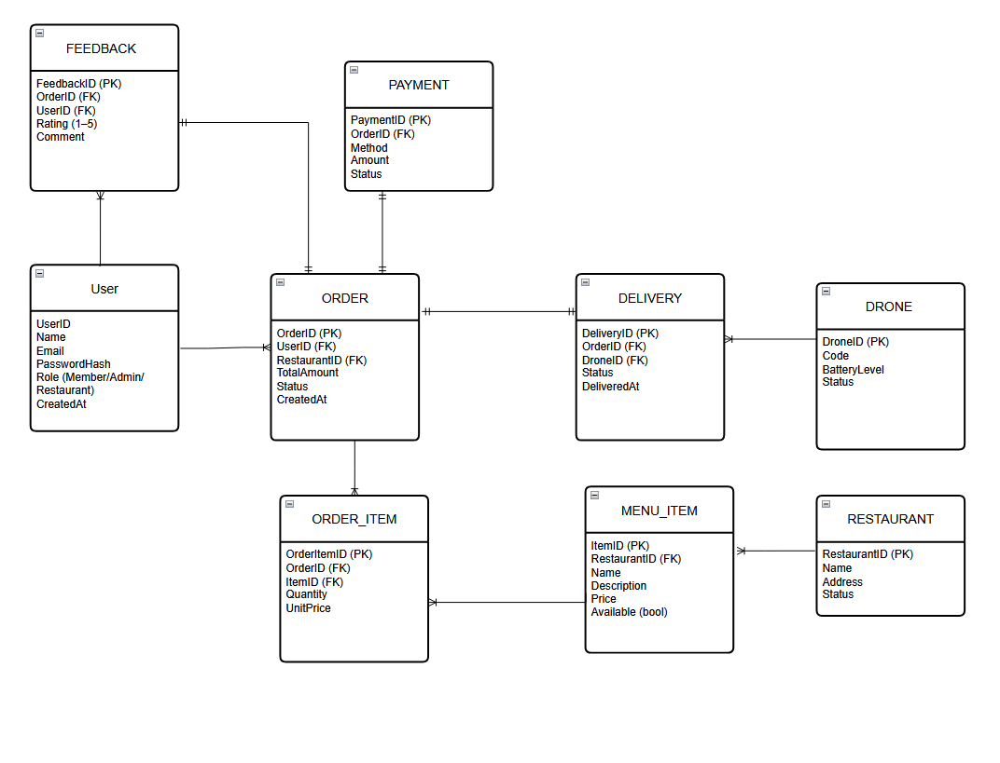 FEEDBACK
FeedbackID (PK)
OrderID (FK)
UserID (FK)
Rating (1–5)
Comment
PAYMENT
PaymentID (PK)
OrderID (FK)
Method
Amount
Status
User
UserID
Name
Email
PasswordHash
Role (Member/Admin/
Restaurant)
CreatedAt
ORDER
OrderID (PK)
UserID (FK)
RestaurantID (FK)
TotalAmount
Status
CreatedAt
DELIVERY
DeliveryID (PK)
OrderID (FK)
DroneID (FK)
Status
DeliveredAt
DRONE
DroneID (PK)
Code
BatteryLevel
Status
ORDER_ITEM
OrderItemID (PK)
OrderID (FK)
ItemID (FK)
Quantity
UnitPrice
MENU_ITEM
ItemID (PK)
RestaurantID (FK)
Name
Description
Price
Available (bool)
RESTAURANT
RestaurantID (PK)
Name
Address
Status